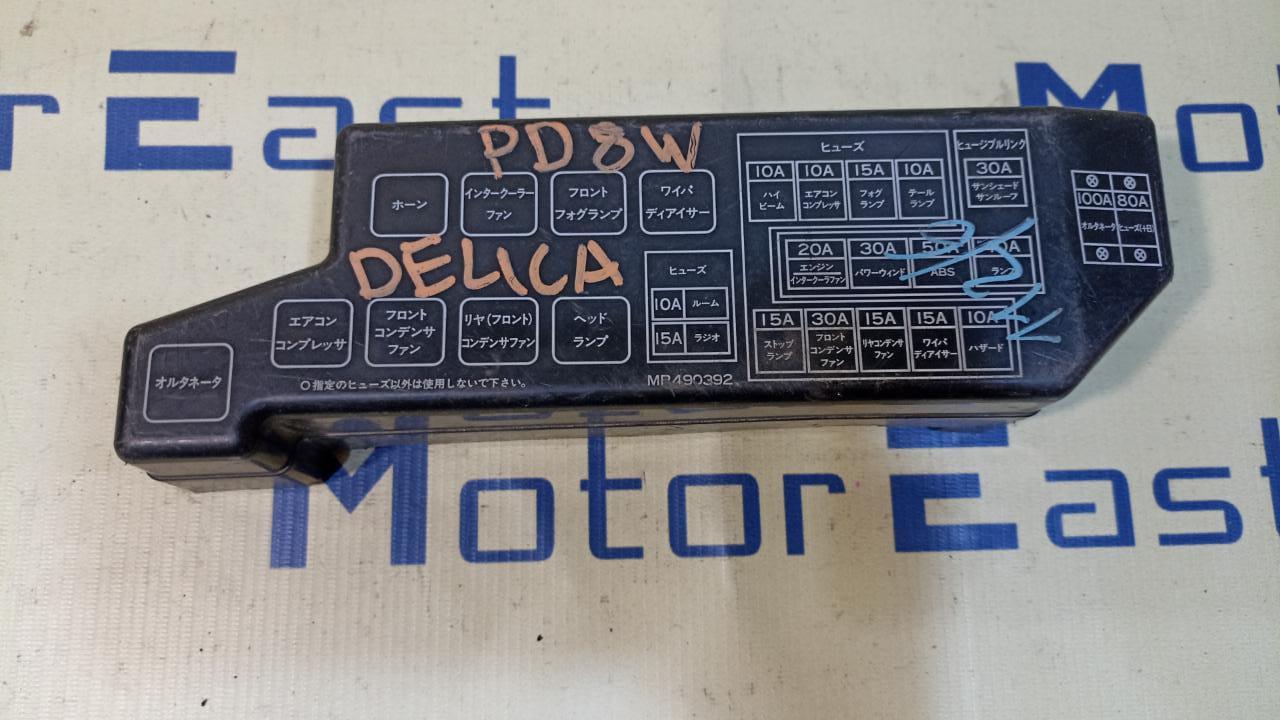 rEast
Mot
PD8W
DELICA
ホーン
インタークーラー
ファン
フロント
フォグランプ
ワイパ
ディアイサー
エアコン
コンプレッサ
フロント
コンデンサ
ファン
リヤ(フロント)
コンデンサファン
ヘッド
ランプ
オルタネータ
〇指定のヒューズ以外は使用しないで下さい。
MR490392
ヒューズ
10A ルーム
15A ラジオ
ヒューズ
10A 10A 15A 10A
ハイ
ビーム
エアコン
コンプレッサ
フォグ
ランプ
テール
ランプ
ヒュージブルリンク
30A
サンシェード
サンルーフ
20A 30A 50A
エンジン
インタークーラファン
パワーウィンド
ABS
ランプ
15A 30A 15A 15A 10A
ストップ
ランプ
フロント
コンデンサ
ファン
リヤコンデンサ
ファン
ワイパ
ディアイサー
ハザード
100A 80A
オルタネータ
ヒューズ(+B)
MotorEast